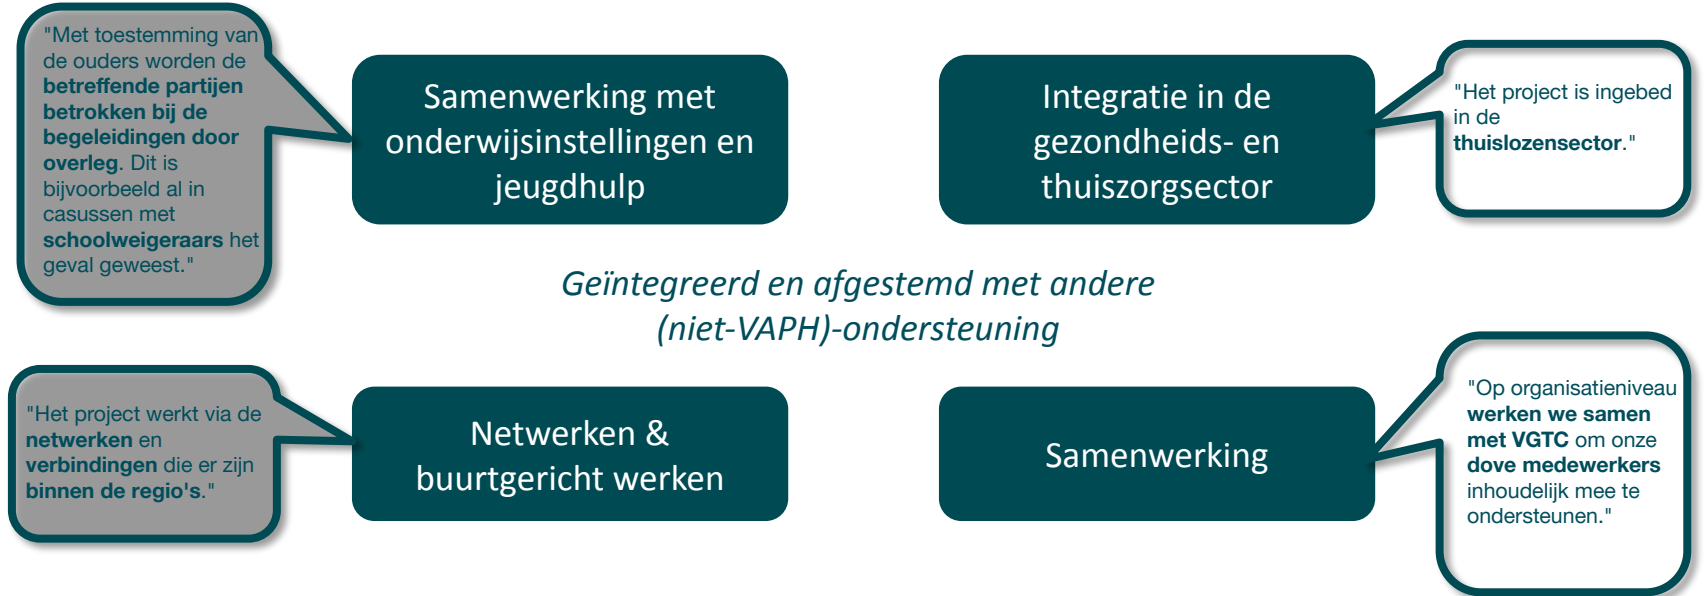 "Met toestemming van
de ouders worden de
betreffende partijen
betrokken bij de
begeleidingen door
overleg. Dit is
bijvoorbeeld al in
casussen met
schoolweigeraars het
geval geweest."
Samenwerking met
onderwijsinstellingen en
jeugdhulp
Integratie in de
gezondheids- en
thuiszorgsector
"Het project is ingebed
in de
thuislozensector."
Geïntegreerd en afgestemd met andere
(niet-VAPH)-ondersteuning
"Het project werkt via de
netwerken en
verbindingen die er zijn
binnen de regio's."
Netwerken &
buurtgericht werken
Samenwerking
"Op organisatieniveau
werken we samen
met VGTC om onze
dove medewerkers
inhoudelijk mee te
ondersteunen."